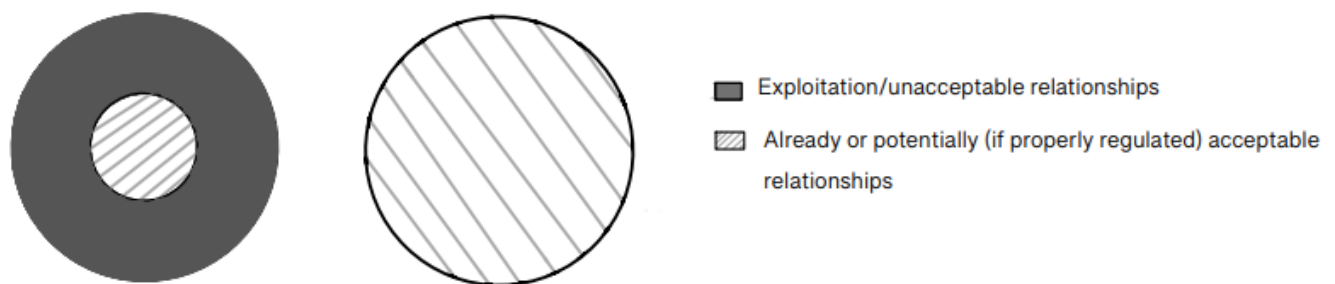 Exploitation/unacceptable relationships
Already or potentially (if properly regulated) acceptable
relationships